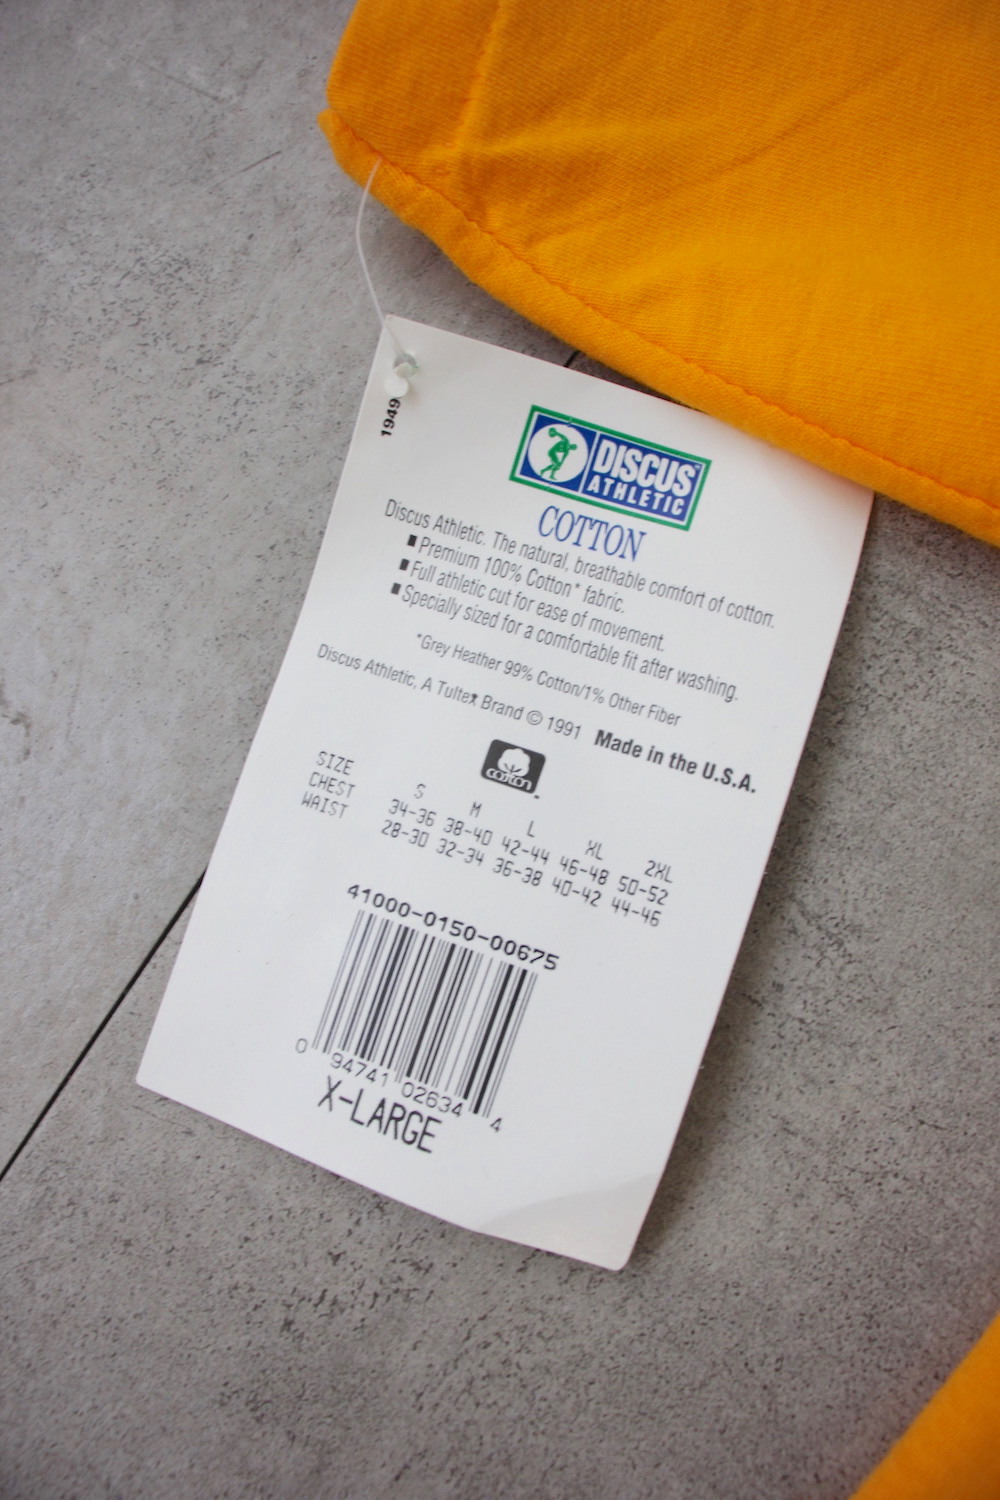 1949
DISCUS
ATHLETIC
COTTON
Discus Athletic. The natural, breathable comfort of cotton.
■ Premium 100% Cotton* fabric.
■ Full athletic cut for ease of movement.
■ Specially sized for a comfortable fit after washing.
*Grey Heather 99% Cotton/1% Other Fiber
Discus Athletic, A Tultex Brand © 1991 Made in the U.S.A.
COTTON
SIZE S M L XL 2XL
CHEST 34-36 38-40 42-44 46-48 50-52
WAIST 28-30 32-34 36-38 40-42 44-46
41000-0150-00675
0 94741 02634 4
X-LARGE